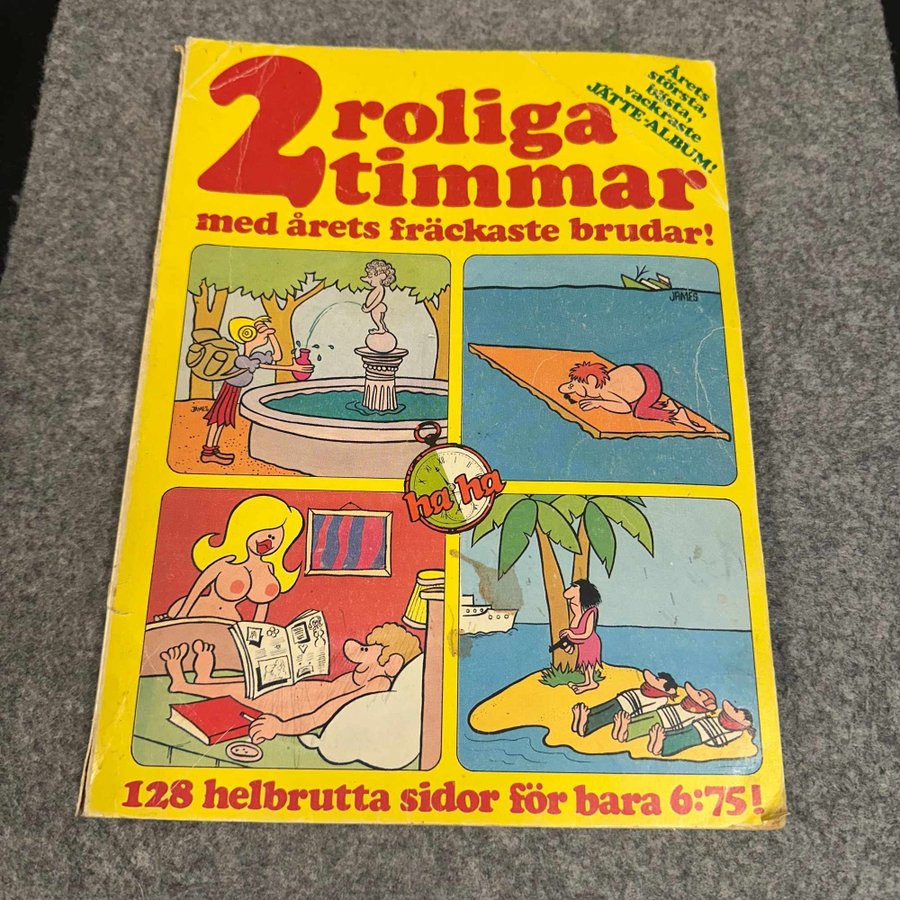 2 roliga
timmar
med årets fräckaste brudar!
Årets
största,
bästa,
vackraste
JÄTTE-ALBUM!
JAMES
JAMES
ha ha
128 helbrutta sidor för bara 6:75!